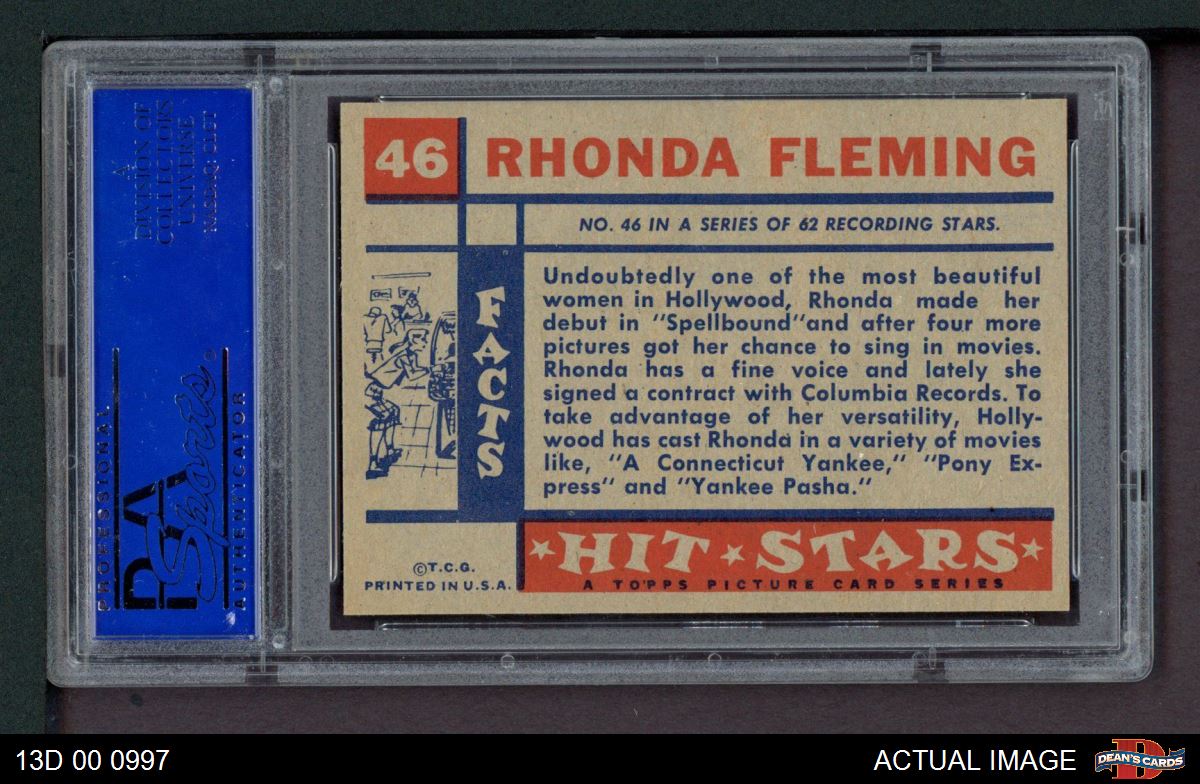 A
DIVISION OF
COLLECTORS
UNIVERSE
NASDAQ: CLCT
PROFESSIONAL
PSA
Sports
AUTHENTICATOR
46
RHONDA FLEMING
NO. 46 IN A SERIES OF 62 RECORDING STARS.
FACTS
Undoubtedly one of the most beautiful
women in Hollywood, Rhonda made her
debut in "Spellbound"and after four more
pictures got her chance to sing in movies.
Rhonda has a fine voice and lately she
signed a contract with Columbia Records. To
take advantage of her versatility, Holly-
wood has cast Rhonda in a variety of movies
like, "A Connecticut Yankee," "Pony Ex-
press" and "Yankee Pasha."
©T.C.G.
PRINTED IN U.S.A.
HIT STARS
A TOPPS PICTURE CARD SERIES
13D 00 0997
ACTUAL IMAGE
D
DEAN'S CARDS